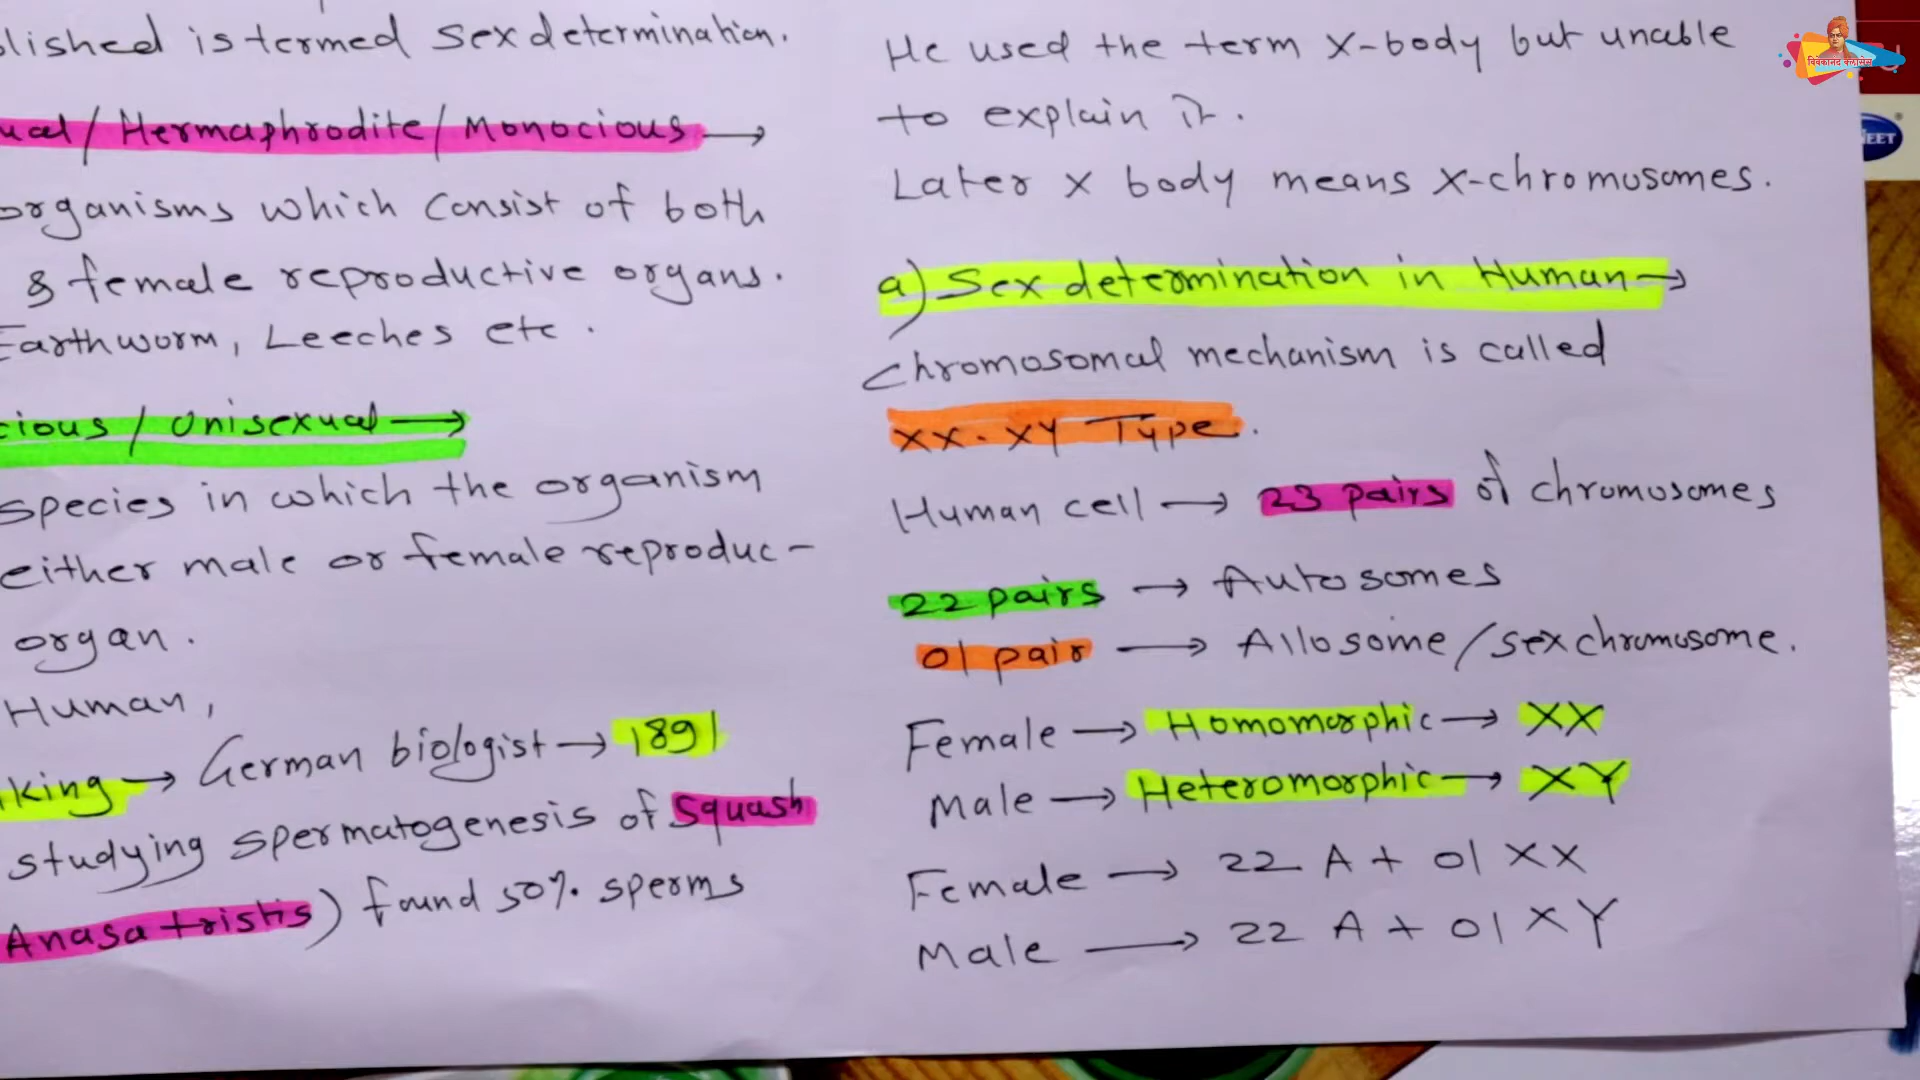 lished is termed sex determination.
ual / Hermaphrodite / Monocious →
organisms which consist of both
& female reproductive organs.
Earthworm, Leeches etc.
cious / Unisexual →
species in which the organism
either male or female reproduc-
organ.
Human,
king → German biologist → 1891
studying spermatogenesis of squash
Anasa tristis) found 50% sperms
He used the term X-body but unable
to explain it.
Later X body means X-chromosomes.
a) Sex determination in Human →
Chromosomal mechanism is called
XX-XY Type.
Human cell → 23 pairs of chromosomes
22 pairs → Autosomes
01 pair → Allosome / sex chromosome.
Female → Homomorphic → XX
Male → Heteromorphic → XY
Female → 22 A + 01 XX
Male → 22 A + 01 XY
विवेकानंद क्लासेस
EET